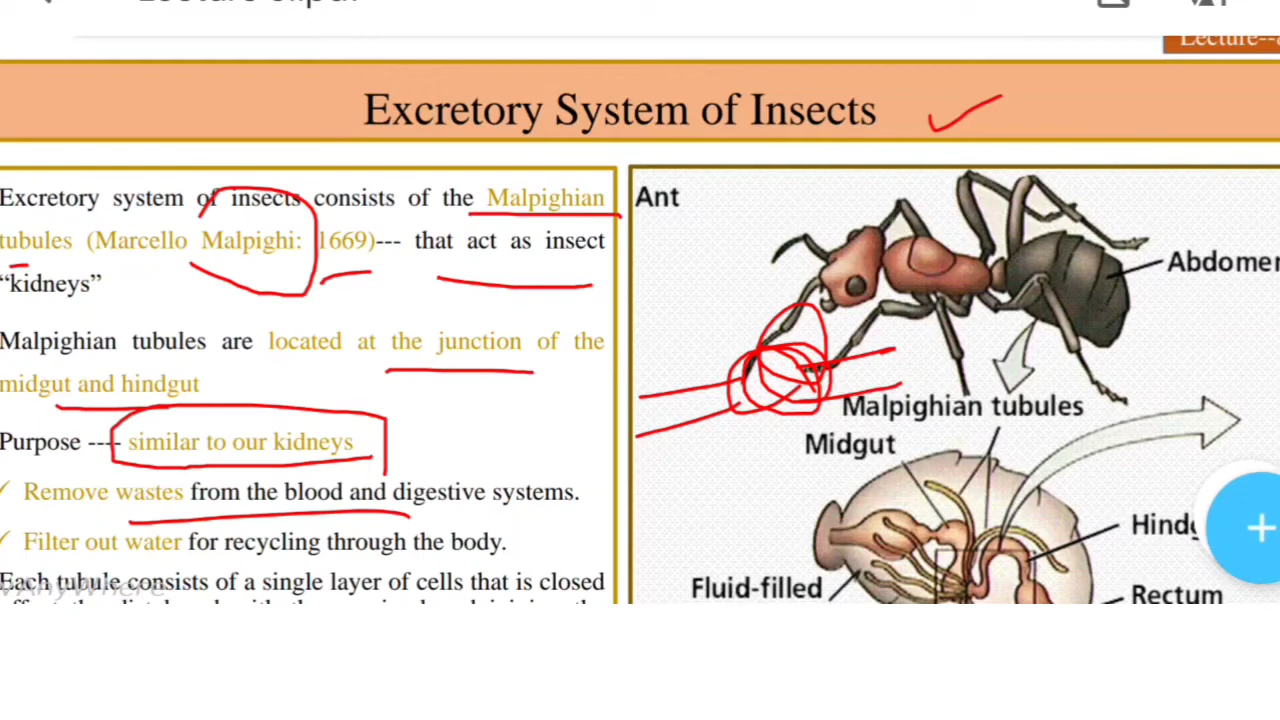 Lecture
Excretory System of Insects
Excretory system of insects consists of the Malpighian
tubules (Marcello Malpighi: 1669)--- that act as insect
“kidneys”
Malpighian tubules are located at the junction of the
midgut and hindgut
Purpose ---- similar to our kidneys
✓ Remove wastes from the blood and digestive systems.
✓ Filter out water for recycling through the body.
Each tubule consists of a single layer of cells that is closed
Ant
Abdomen
Malpighian tubules
Midgut
Hindg
Fluid-filled
Rectum